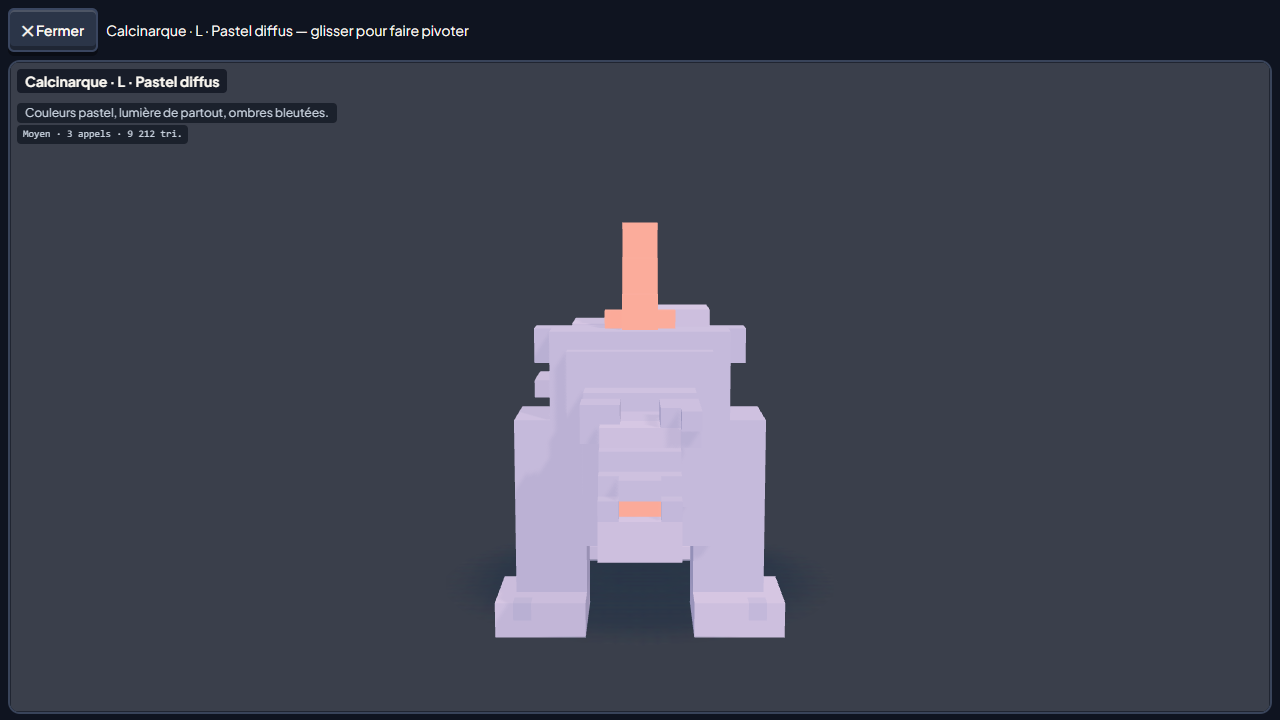 ✕ Fermer
Calcinarque · L · Pastel diffus — glisser pour faire pivoter
Calcinarque · L · Pastel diffus
Couleurs pastel, lumière de partout, ombres bleutées.
Moyen · 3 appels · 9 212 tri.